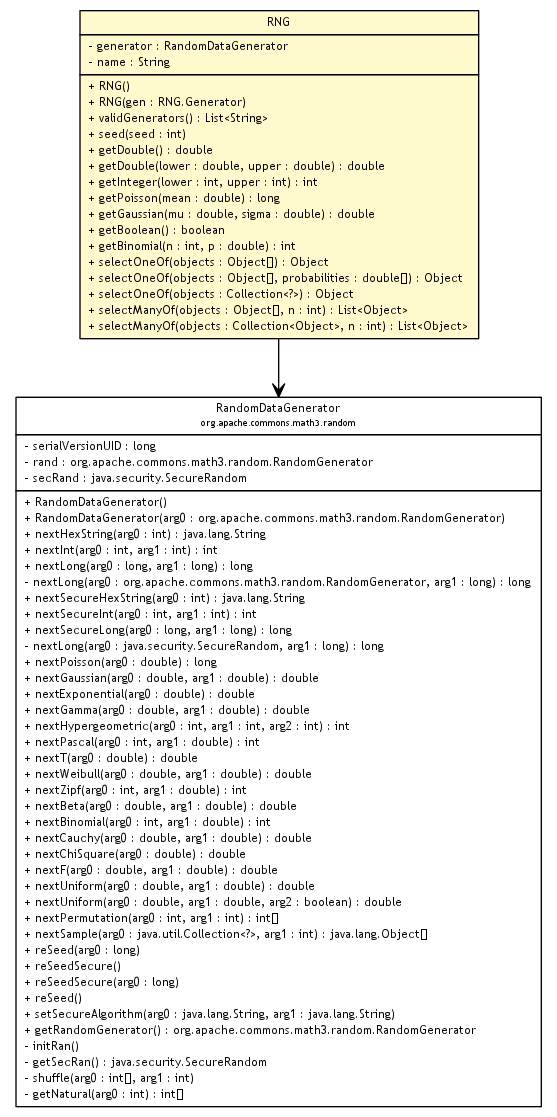 RNG
- generator : RandomDataGenerator
- name : String
+ RNG()
+ RNG(gen : RNG.Generator)
+ validGenerators() : List<String>
+ seed(seed : int)
+ getDouble() : double
+ getDouble(lower : double, upper : double) : double
+ getInteger(lower : int, upper : int) : int
+ getPoisson(mean : double) : long
+ getGaussian(mu : double, sigma : double) : double
+ getBoolean() : boolean
+ getBinomial(n : int, p : double) : int
+ selectOneOf(objects : Object[]) : Object
+ selectOneOf(objects : Object[], probabilities : double[]) : Object
+ selectOneOf(objects : Collection<?>) : Object
+ selectManyOf(objects : Object[], n : int) : List<Object>
+ selectManyOf(objects : Collection<Object>, n : int) : List<Object>
RandomDataGenerator
org.apache.commons.math3.random
- serialVersionUID : long
- rand : org.apache.commons.math3.random.RandomGenerator
- secRand : java.security.SecureRandom
+ RandomDataGenerator()
+ RandomDataGenerator(arg0 : org.apache.commons.math3.random.RandomGenerator)
+ nextHexString(arg0 : int) : java.lang.String
+ nextInt(arg0 : int, arg1 : int) : int
+ nextLong(arg0 : long, arg1 : long) : long
- nextLong(arg0 : org.apache.commons.math3.random.RandomGenerator, arg1 : long) : long
+ nextSecureHexString(arg0 : int) : java.lang.String
+ nextSecureInt(arg0 : int, arg1 : int) : int
+ nextSecureLong(arg0 : long, arg1 : long) : long
- nextLong(arg0 : java.security.SecureRandom, arg1 : long) : long
+ nextPoisson(arg0 : double) : long
+ nextGaussian(arg0 : double, arg1 : double) : double
+ nextExponential(arg0 : double) : double
+ nextGamma(arg0 : double, arg1 : double) : double
+ nextHypergeometric(arg0 : int, arg1 : int, arg2 : int) : int
+ nextPascal(arg0 : int, arg1 : double) : int
+ nextT(arg0 : double) : double
+ nextWeibull(arg0 : double, arg1 : double) : double
+ nextZipf(arg0 : int, arg1 : double) : int
+ nextBeta(arg0 : double, arg1 : double) : double
+ nextBinomial(arg0 : int, arg1 : double) : int
+ nextCauchy(arg0 : double, arg1 : double) : double
+ nextChiSquare(arg0 : double) : double
+ nextF(arg0 : double, arg1 : double) : double
+ nextUniform(arg0 : double, arg1 : double) : double
+ nextUniform(arg0 : double, arg1 : double, arg2 : boolean) : double
+ nextPermutation(arg0 : int, arg1 : int) : int[]
+ nextSample(arg0 : java.util.Collection<?>, arg1 : int) : java.lang.Object[]
+ reSeed(arg0 : long)
+ reSeedSecure()
+ reSeedSecure(arg0 : long)
+ reSeed()
+ setSecureAlgorithm(arg0 : java.lang.String, arg1 : java.lang.String)
+ getRandomGenerator() : org.apache.commons.math3.random.RandomGenerator
- initRan()
- getSecRan() : java.security.SecureRandom
- shuffle(arg0 : int[], arg1 : int)
- getNatural(arg0 : int) : int[]